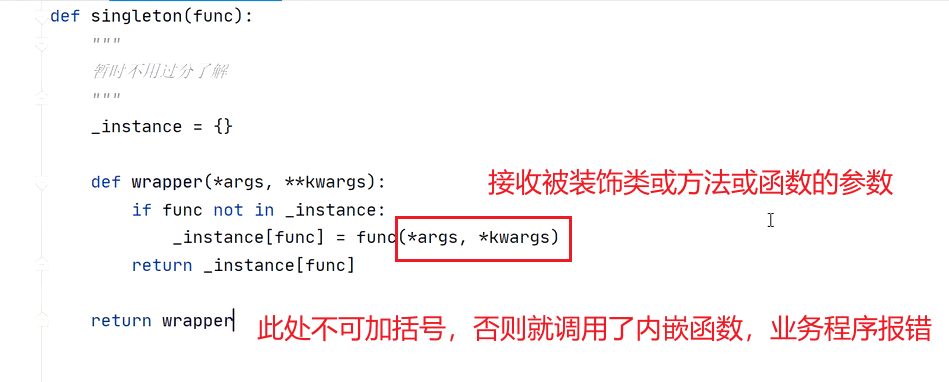 def singleton(func):
"""
暂时不用过分了解
"""
_instance = {}
def wrapper(*args, **kwargs):
接收被装饰类或方法或函数的参数
if func not in _instance:
_instance[func] = func(*args, *kwargs)
return _instance[func]
return wrapper
此处不可加括号，否则就调用了内嵌函数，业务程序报错